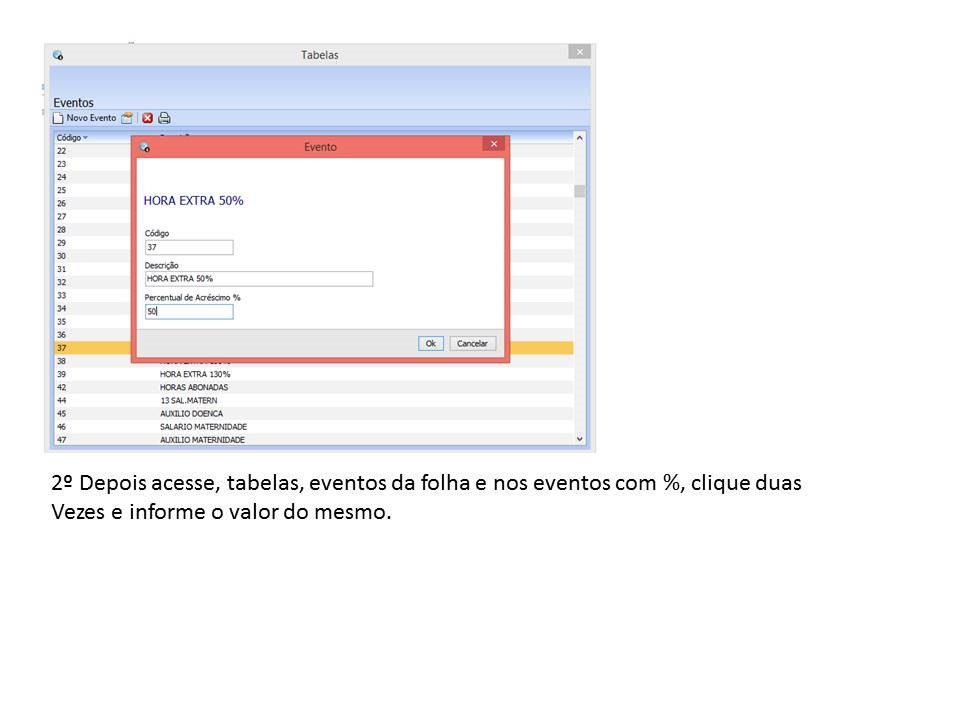 Tabelas
Eventos
Novo Evento
Código
22
23
24
25
26
27
28
29
30
31
32
33
34
35
36
37
38
39 HORA EXTRA 130%
42 HORAS ABONADAS
44 13 SAL.MATERN
45 AUXILIO DOENCA
46 SALARIO MATERNIDADE
47 AUXILIO MATERNIDADE
Evento
HORA EXTRA 50%
Código
37
Descrição
HORA EXTRA 50%
Percentual de Acréscimo %
50
Ok Cancelar
2º Depois acesse, tabelas, eventos da folha e nos eventos com %, clique duas
Vezes e informe o valor do mesmo.